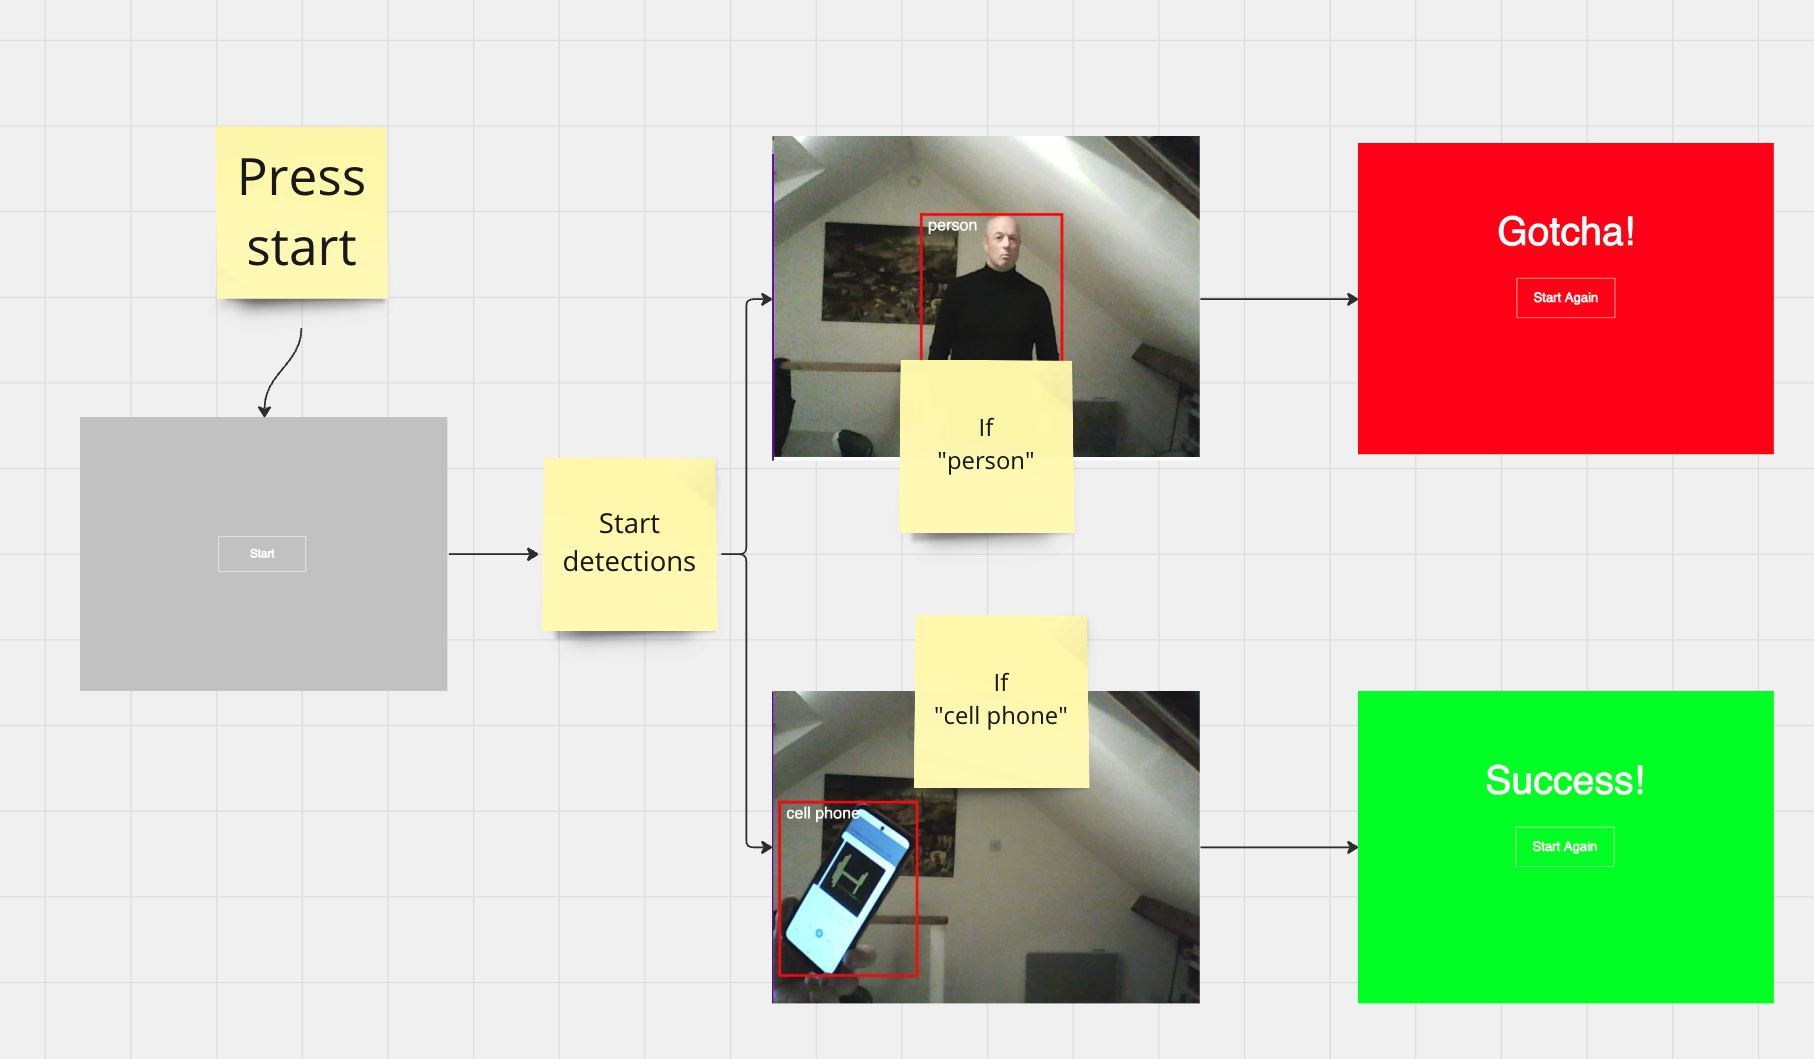 Press
start
Start
Start
detections
person
If
"person"
Gotcha!
Start Again
If
"cell phone"
cell phone
Success!
Start Again